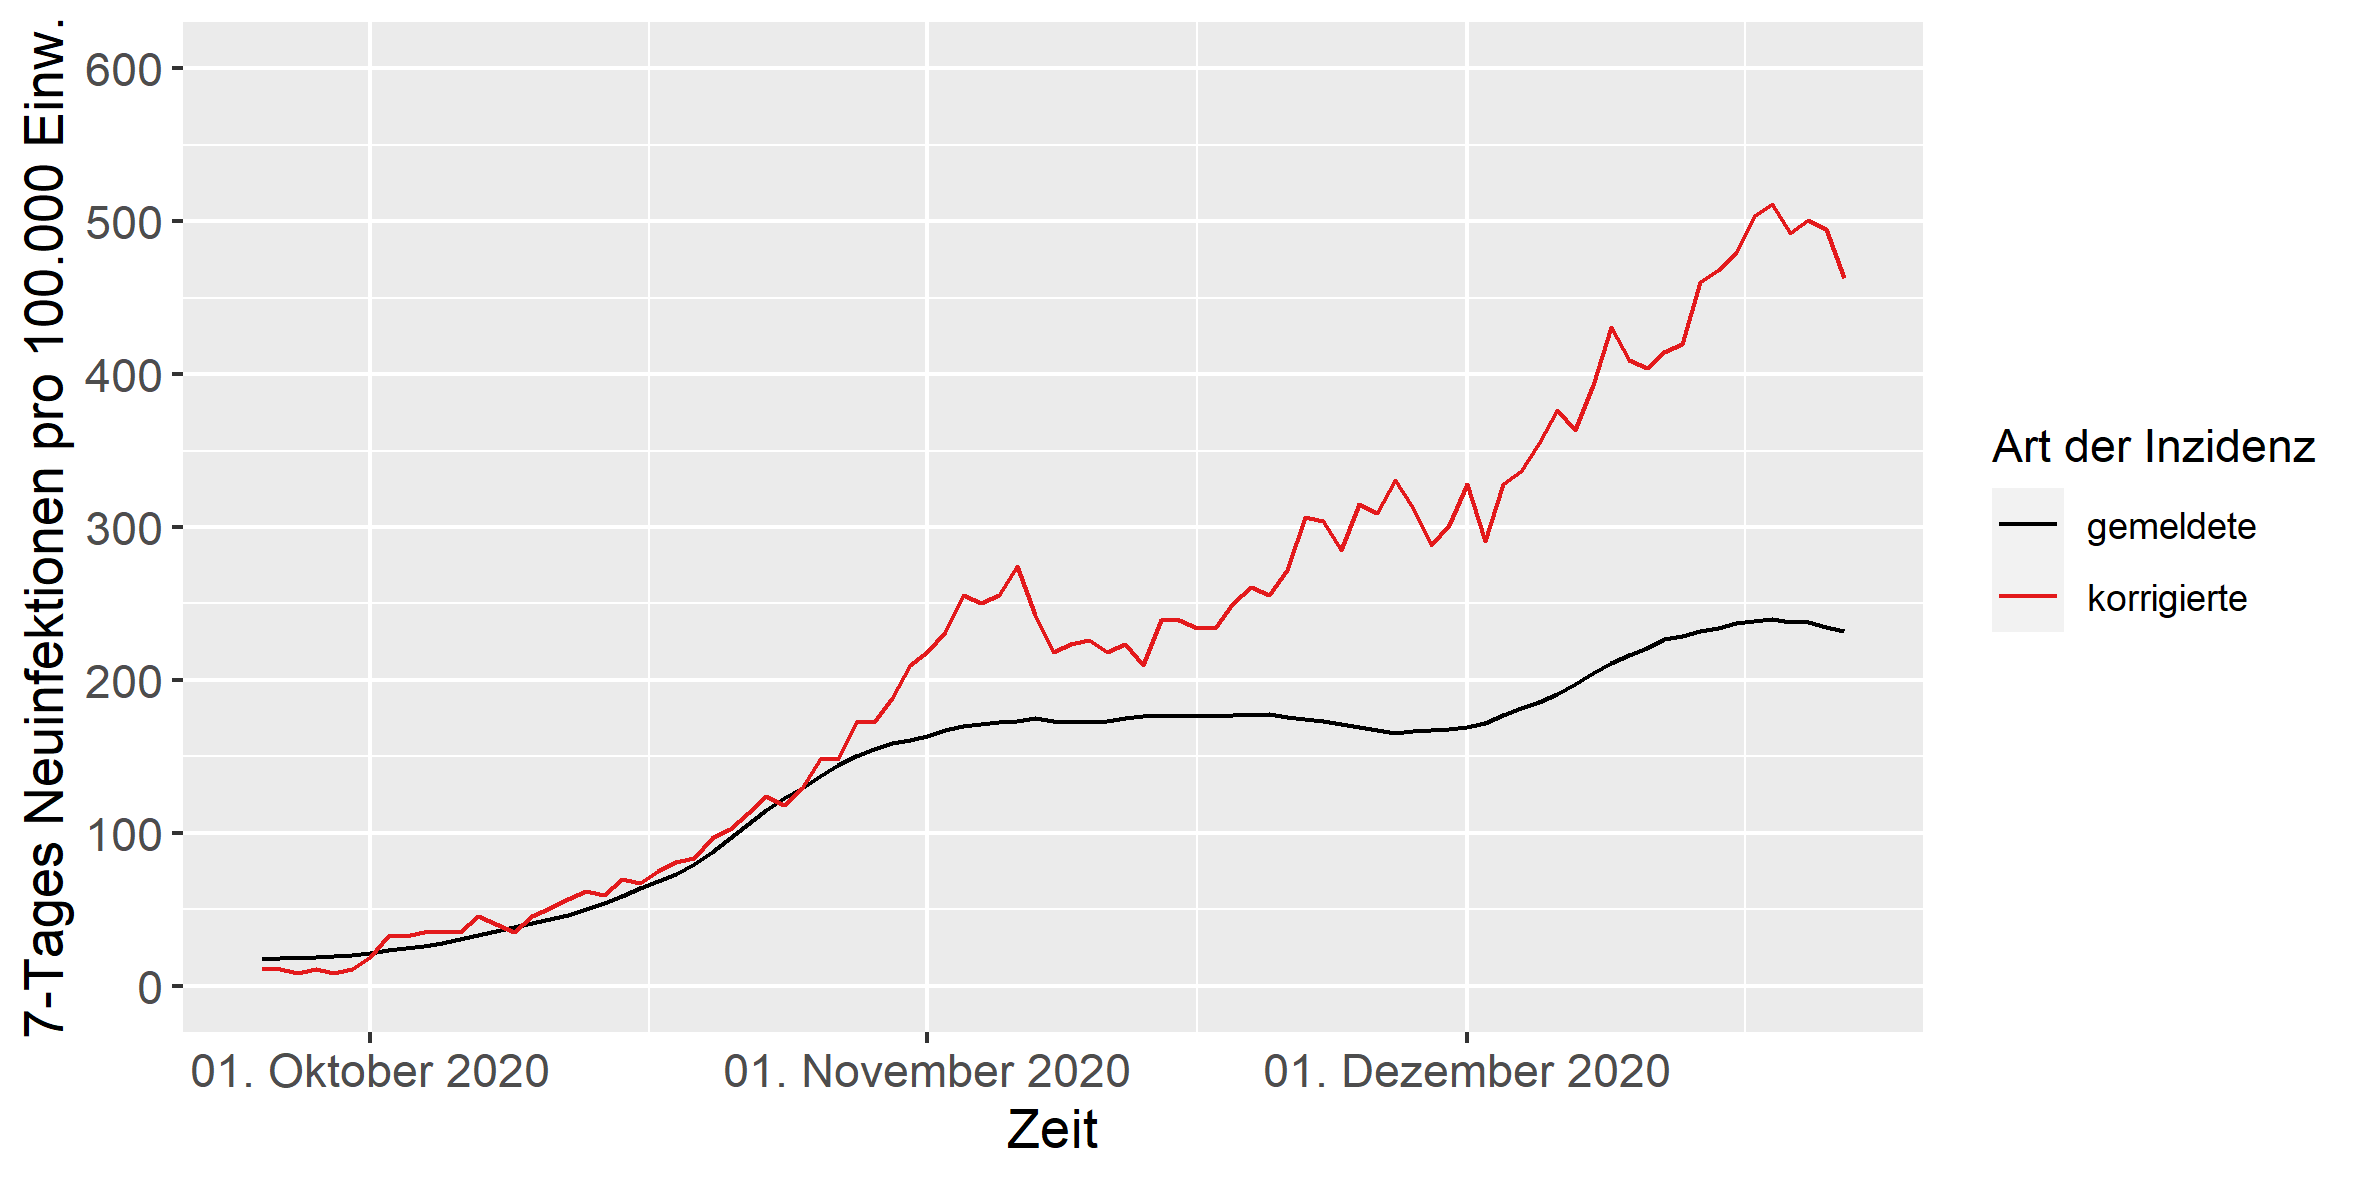 7-Tages Neuinfektionen pro 100.000 Einw.
600
500
400
300
200
100
0
01. Oktober 2020
01. November 2020
01. Dezember 2020
Zeit
Art der Inzidenz
gemeldete
korrigierte